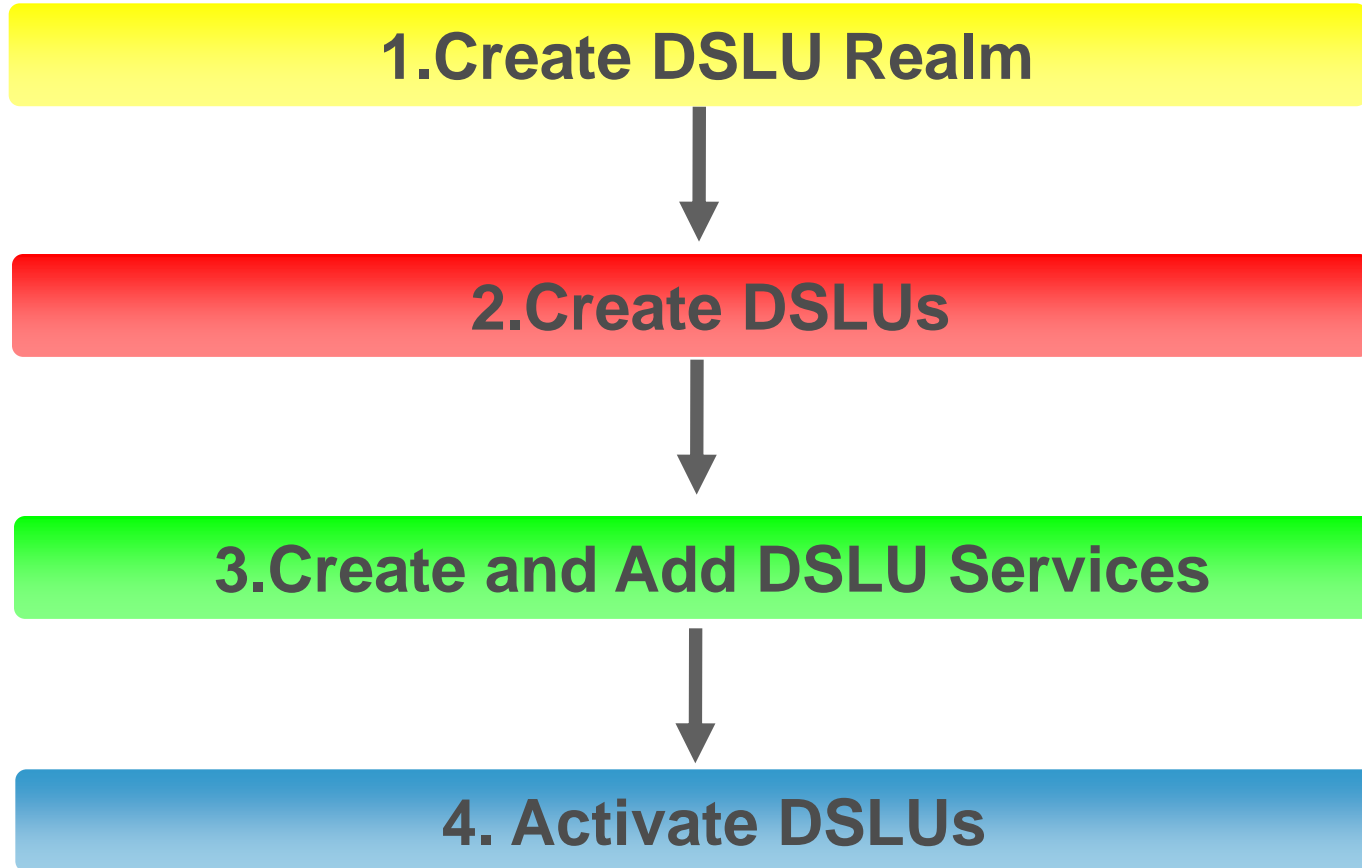 1.Create DSLU Realm
2.Create DSLUs
3.Create and Add DSLU Services
4. Activate DSLUs